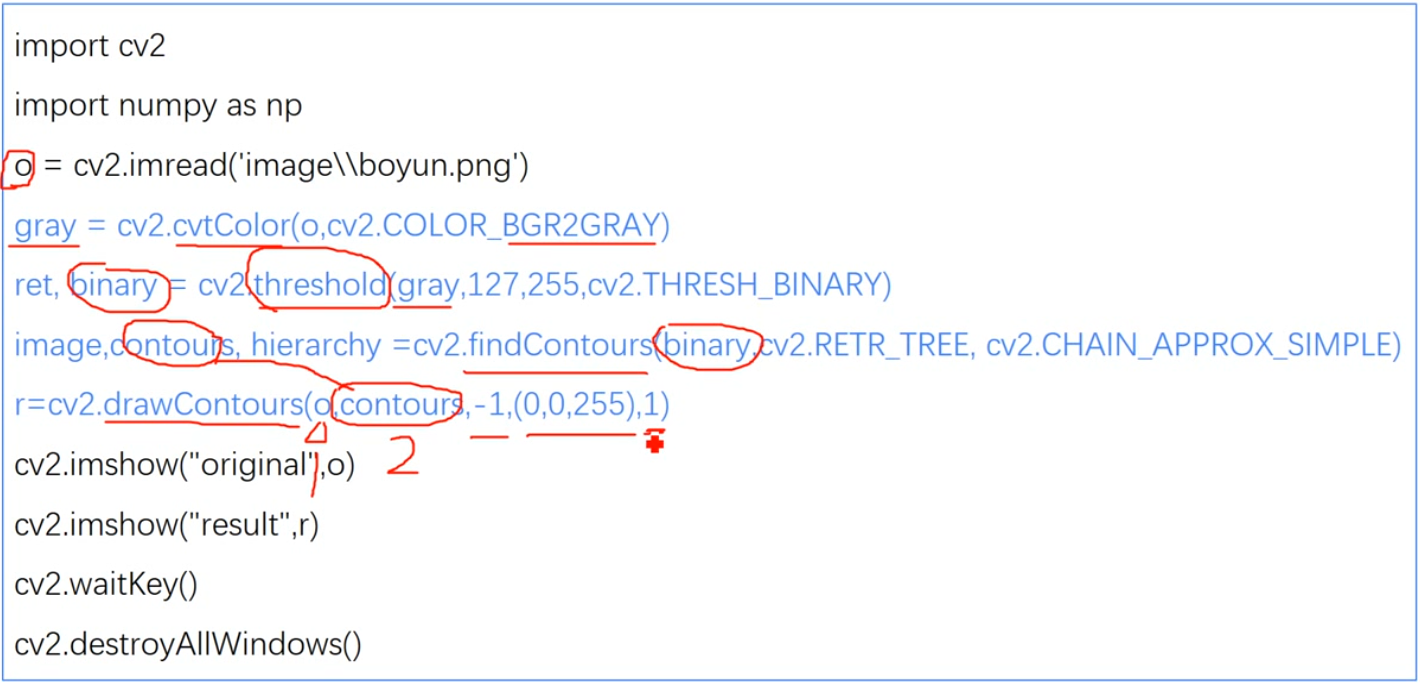 import cv2
import numpy as np
o = cv2.imread('image\\boyun.png')
gray = cv2.cvtColor(o,cv2.COLOR_BGR2GRAY)
ret, binary = cv2.threshold(gray,127,255,cv2.THRESH_BINARY)
image,contours, hierarchy =cv2.findContours(binary,cv2.RETR_TREE, cv2.CHAIN_APPROX_SIMPLE)
r=cv2.drawContours(o,contours,-1,(0,0,255),1)
2
cv2.imshow("original",o)
cv2.imshow("result",r)
cv2.waitKey()
cv2.destroyAllWindows()